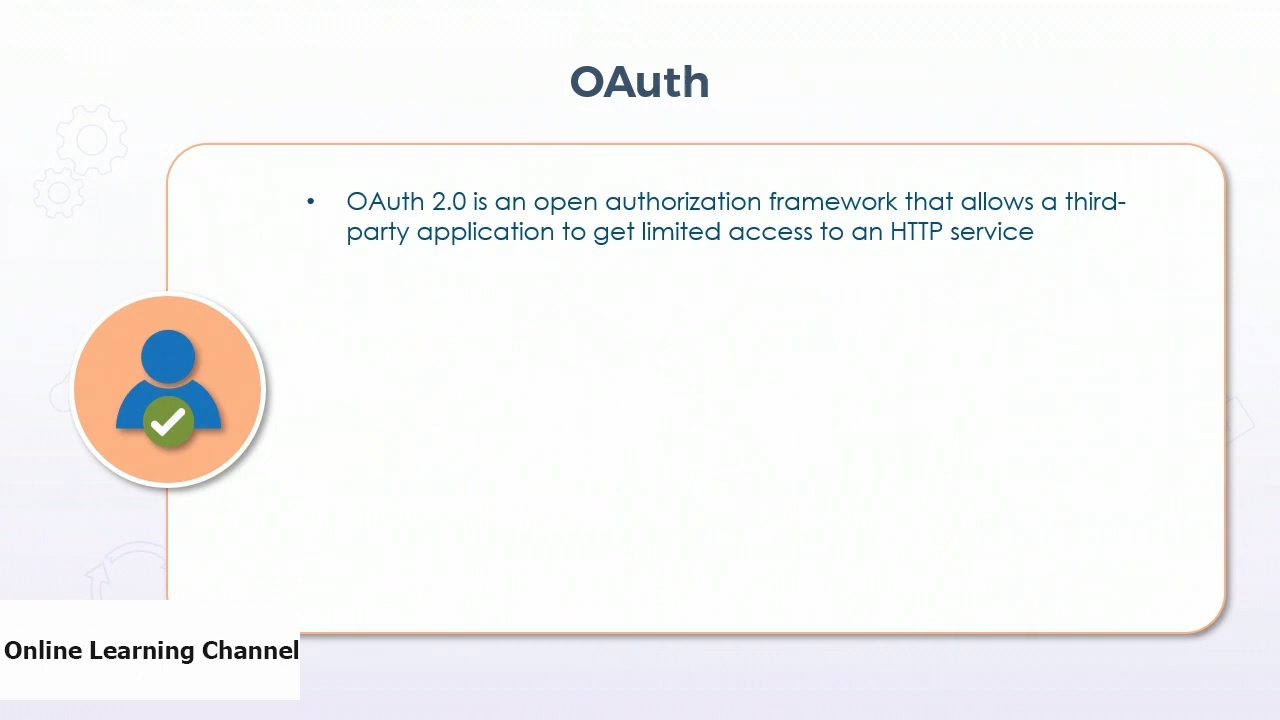 OAuth
• OAuth 2.0 is an open authorization framework that allows a third-
party application to get limited access to an HTTP service
Online Learning Channel